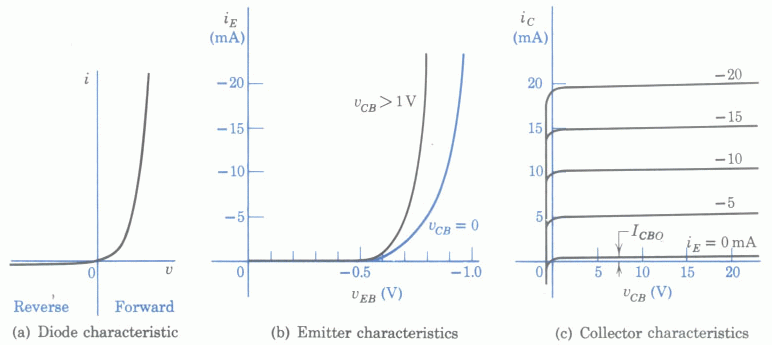 i
0
v
Reverse
Forward
(a) Diode characteristic
i_E
(mA)
−20
−15
−10
−5
0
−0.5
−1.0
v_CB > 1 V
v_CB = 0
v_EB (V)
(b) Emitter characteristics
i_C
(mA)
20
15
10
5
0
5
10
15
20
−20
−15
−10
−5
I_CBO
i_E = 0 mA
v_CB (V)
(c) Collector characteristics